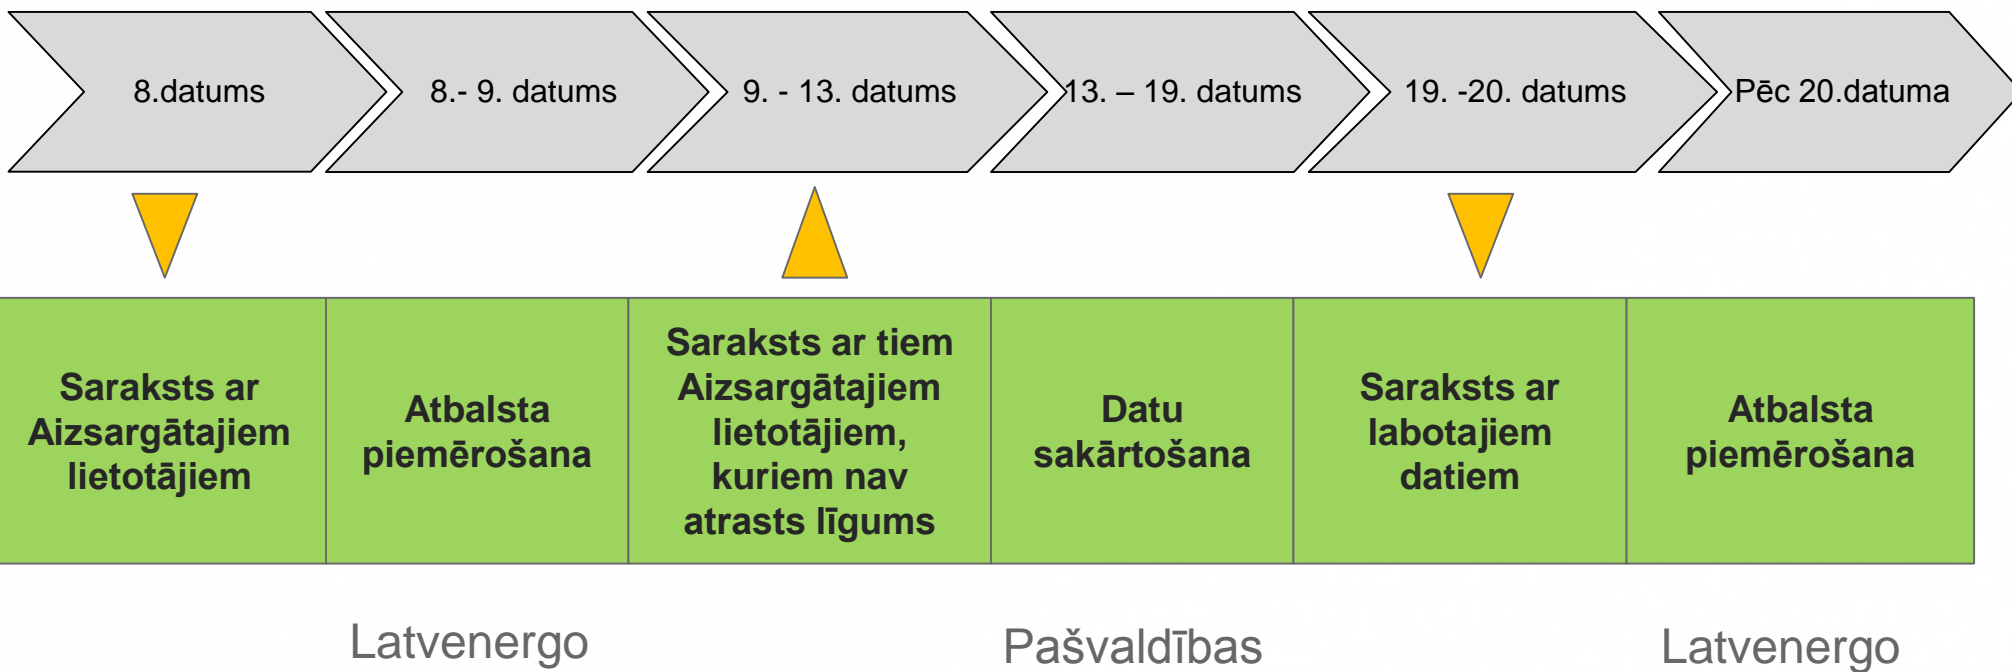 8.datums
8.- 9. datums
9. - 13. datums
13. – 19. datums
19. -20. datums
Pēc 20.datuma
Saraksts ar
Aizsargātajiem
lietotājiem
Atbalsta
piemērošana
Saraksts ar tiem
Aizsargātajiem
lietotājiem,
kuriem nav
atrasts līgums
Datu
sakārtošana
Saraksts ar
labotajiem
datiem
Atbalsta
piemērošana
Latvenergo
Pašvaldības
Latvenergo